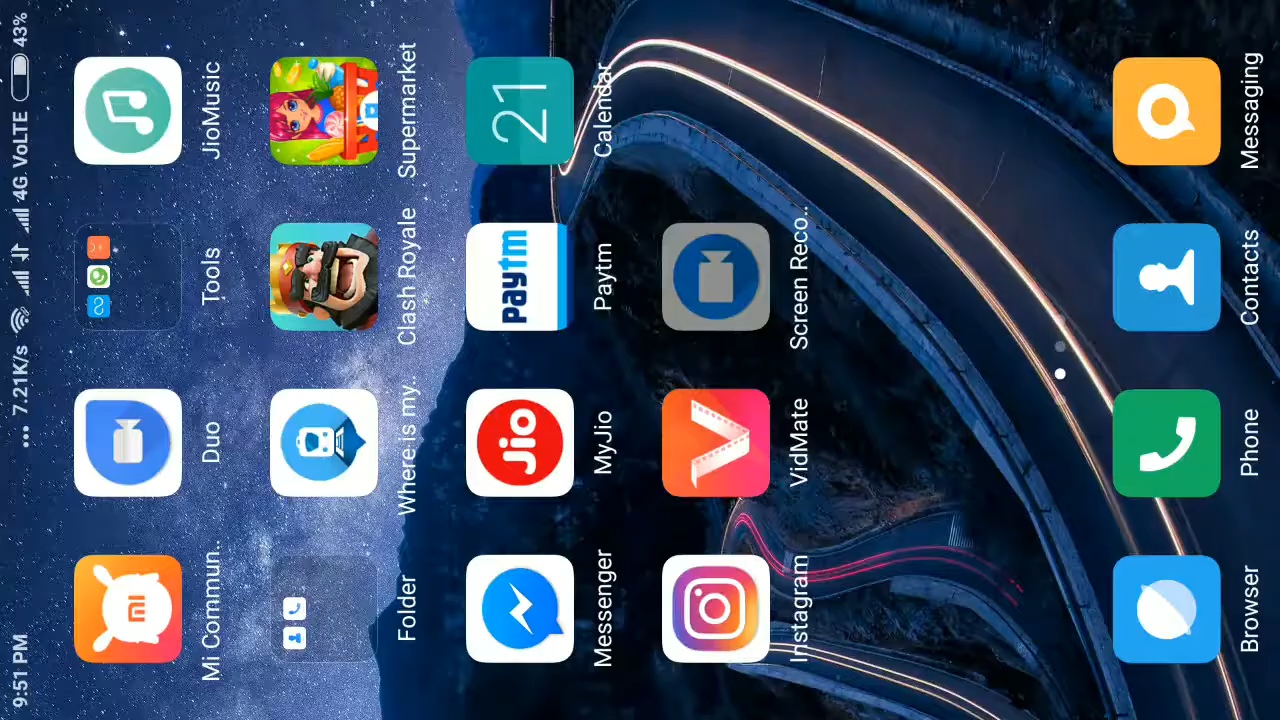 9:51 PM ... 7.21K/s 4G VoLTE 43%
Mi Commun.. Duo Tools JioMusic
Folder Where is my.. Clash Royale Supermarket
Jio paytm 21
Messenger MyJio Paytm Calendar
Instagram VidMate Screen Reco..
Browser Phone Contacts Messaging